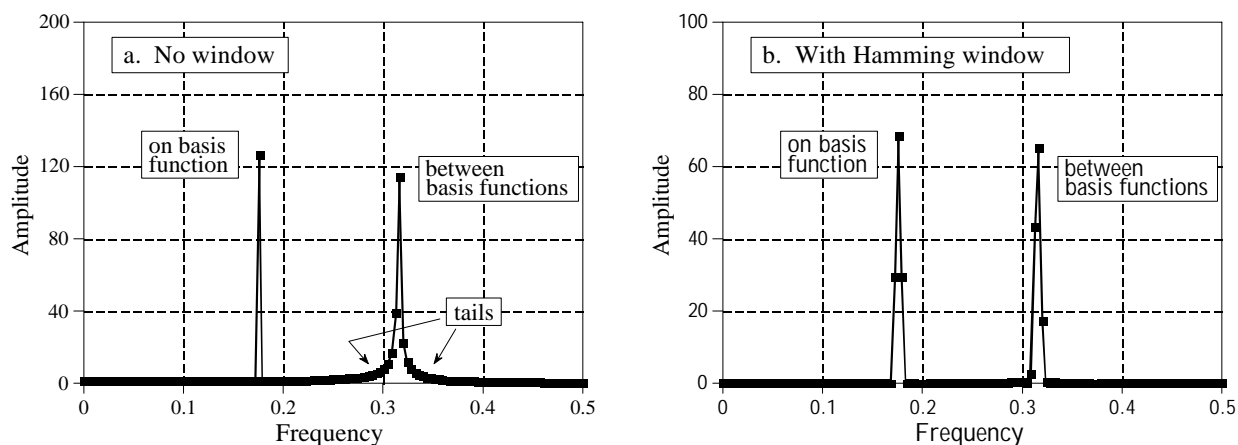 200
160
120
80
40
0
Amplitude
a. No window
on basis
function
between
basis functions
tails
0 0.1 0.2 0.3 0.4 0.5
Frequency
100
80
60
40
20
0
Amplitude
b. With Hamming window
on basis
function
between
basis functions
0 0.1 0.2 0.3 0.4 0.5
Frequency